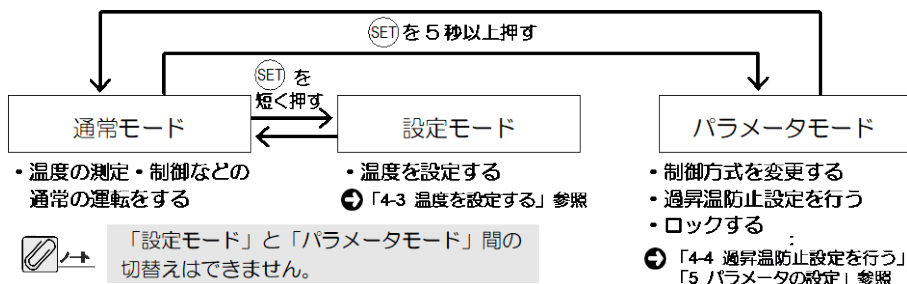 SETを5秒以上押す
SETを
短く押す
通常モード
設定モード
パラメータモード
・温度の測定・制御などの
通常の運転をする
・温度を設定する
「4-3 温度を設定する」参照
・制御方式を変更する
・過昇温防止設定を行う
・ロックする
:
「4-4 過昇温防止設定を行う」
「5 パラメータの設定」参照
ノート
「設定モード」と「パラメータモード」間の
切替えはできません。